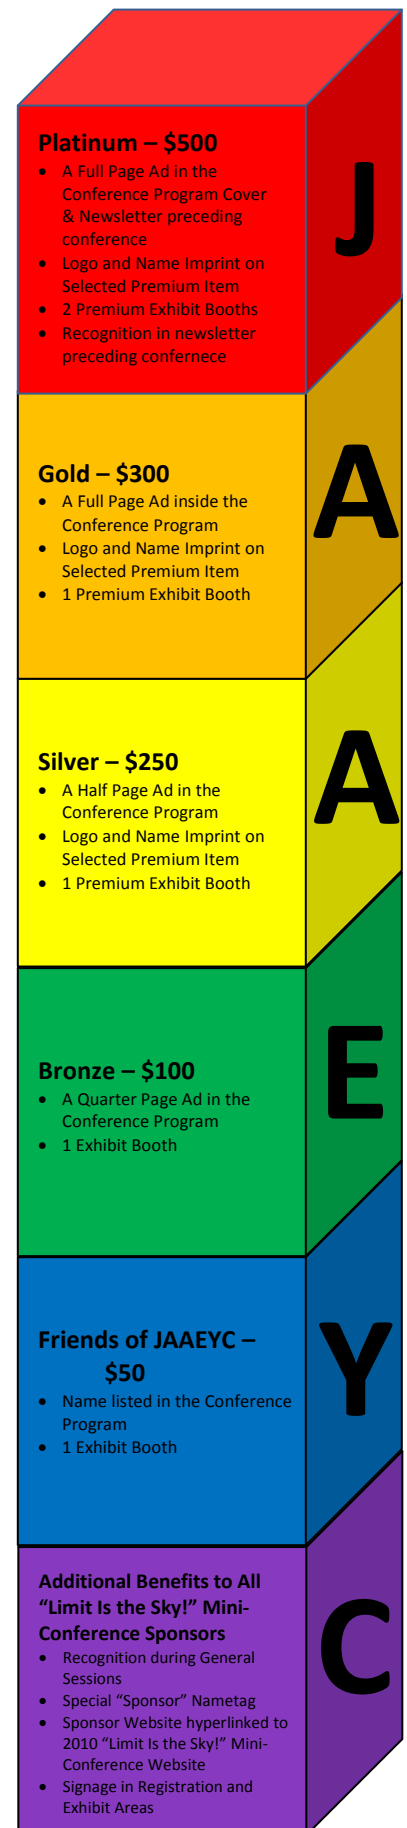 Platinum – $500
• A Full Page Ad in the
Conference Program Cover
& Newsletter preceding
conference
• Logo and Name Imprint on
Selected Premium Item
• 2 Premium Exhibit Booths
• Recognition in newsletter
preceding confernece
J
Gold – $300
• A Full Page Ad inside the
Conference Program
• Logo and Name Imprint on
Selected Premium Item
• 1 Premium Exhibit Booth
A
Silver – $250
• A Half Page Ad in the
Conference Program
• Logo and Name Imprint on
Selected Premium Item
• 1 Premium Exhibit Booth
A
Bronze – $100
• A Quarter Page Ad in the
Conference Program
• 1 Exhibit Booth
E
Friends of JAAEYC –
$50
• Name listed in the Conference
Program
• 1 Exhibit Booth
Y
Additional Benefits to All
“Limit Is the Sky!” Mini-
Conference Sponsors
• Recognition during General
Sessions
• Special “Sponsor” Nametag
• Sponsor Website hyperlinked to
2010 “Limit Is the Sky!” Mini-
Conference Website
• Signage in Registration and
Exhibit Areas
C